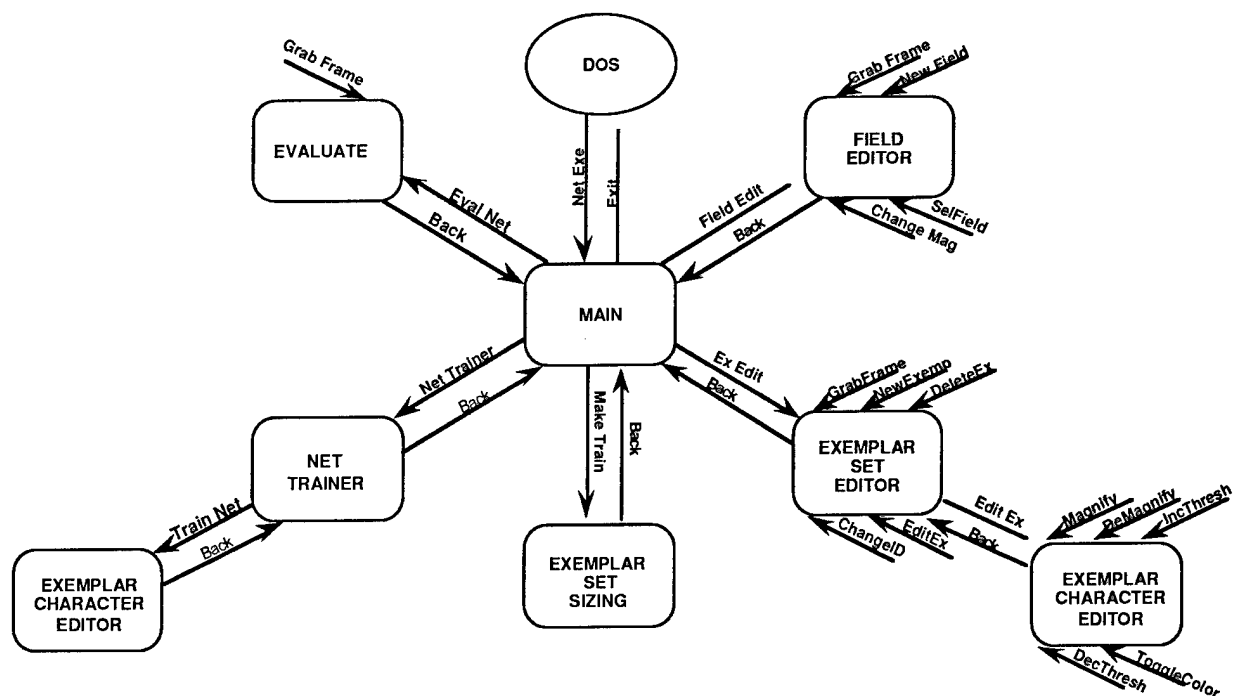 Grab Frame
DOS
Grab Frame
New Field
EVALUATE
FIELD
EDITOR
Net Exe
Exit
Eval Net
Back
Field Edit
Back
SelField
Change Mag
MAIN
Net Trainer
Back
Make Train
Back
Ex Edit
Back
GrabFrame
NewExemp
DeleteEx
NET
TRAINER
EXEMPLAR
SET
EDITOR
Train Net
Back
ChangeID
EditEx
Edit Ex
Back
Magnify
DeMagnify
IncThresh
EXEMPLAR
CHARACTER
EDITOR
EXEMPLAR
SET
SIZING
EXEMPLAR
CHARACTER
EDITOR
DecThresh
ToggleColor